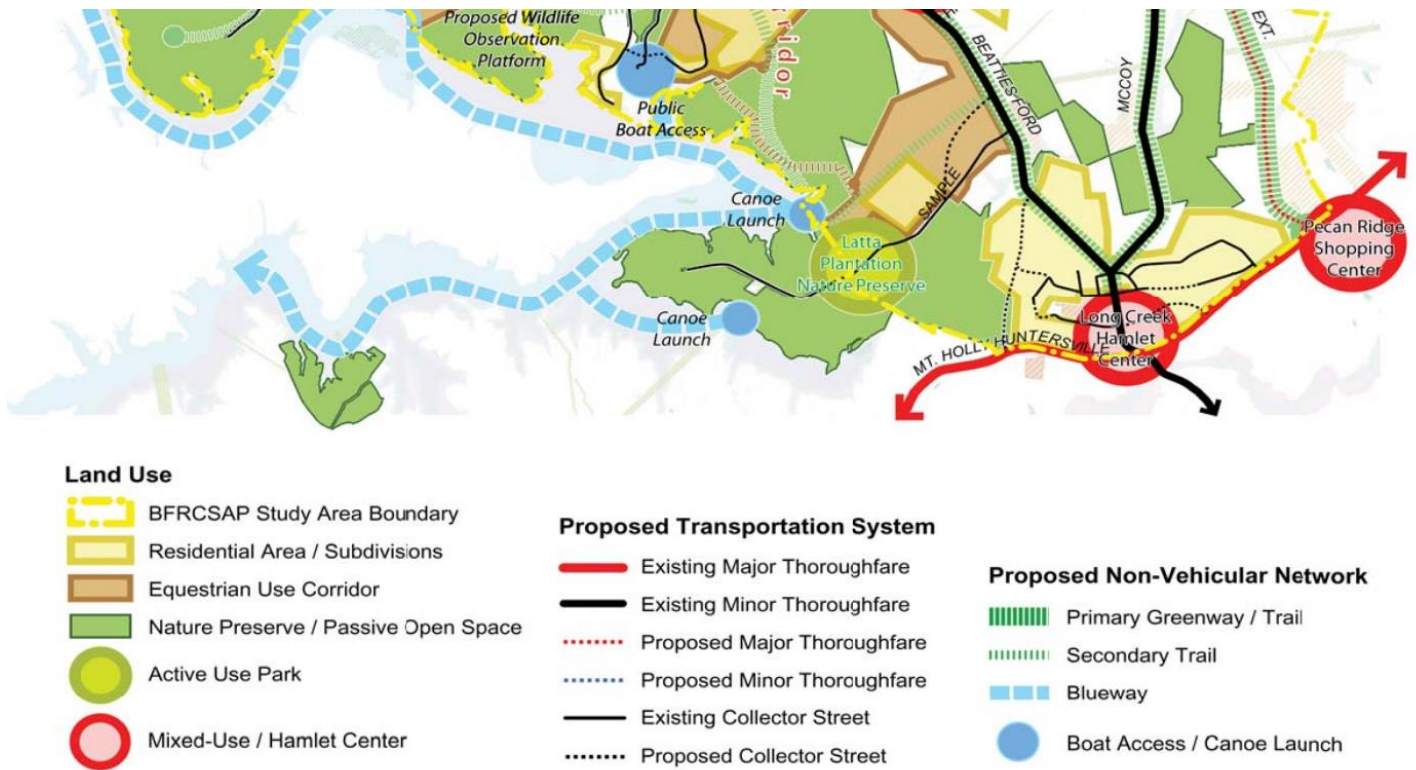 Proposed Wildlife
Observation
Platform
Public
Boat Access
ridor
BEATTIES FORD
MCCOY
EXT.
Canoe
Launch
SAMPLE
Latta
Plantation
Nature Preserve
Pecan Ridge
Shopping
Center
Canoe
Launch
Long Creek
Hamlet
Center
MT. HOLLY HUNTERSVILLE
Land Use
BFRCSAP Study Area Boundary
Residential Area / Subdivisions
Equestrian Use Corridor
Nature Preserve / Passive Open Space
Active Use Park
Mixed-Use / Hamlet Center
Proposed Transportation System
Existing Major Thoroughfare
Existing Minor Thoroughfare
Proposed Major Thoroughfare
Proposed Minor Thoroughfare
Existing Collector Street
Proposed Collector Street
Proposed Non-Vehicular Network
Primary Greenway / Trail
Secondary Trail
Blueway
Boat Access / Canoe Launch